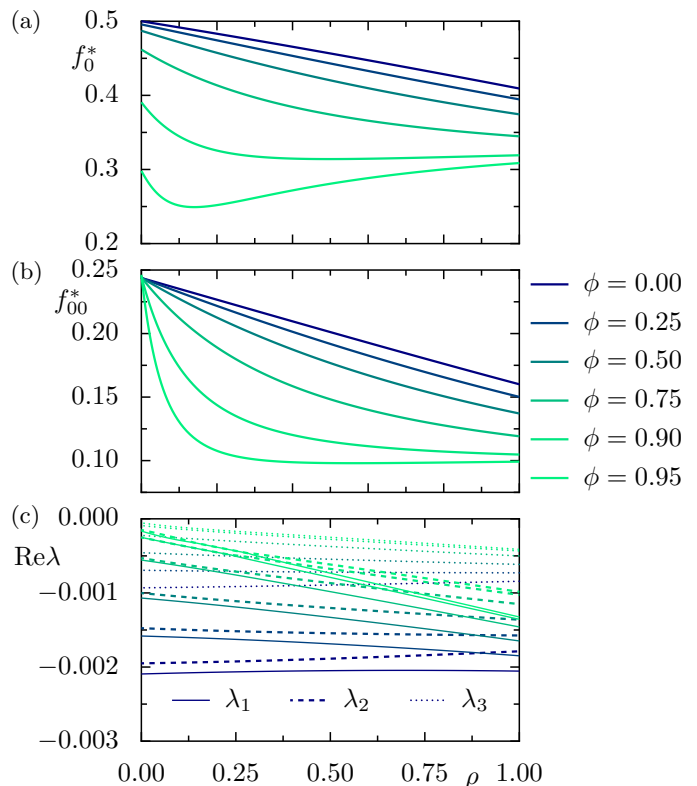 (a)
0.5
f₀*
0.4
0.3
0.2
(b)
0.25
f₀₀*
0.20
0.15
0.10
ϕ = 0.00
ϕ = 0.25
ϕ = 0.50
ϕ = 0.75
ϕ = 0.90
ϕ = 0.95
(c)
0.000
Reλ
−0.001
−0.002
λ₁ λ₂ λ₃
−0.003
0.00 0.25 0.50 0.75 ρ 1.00